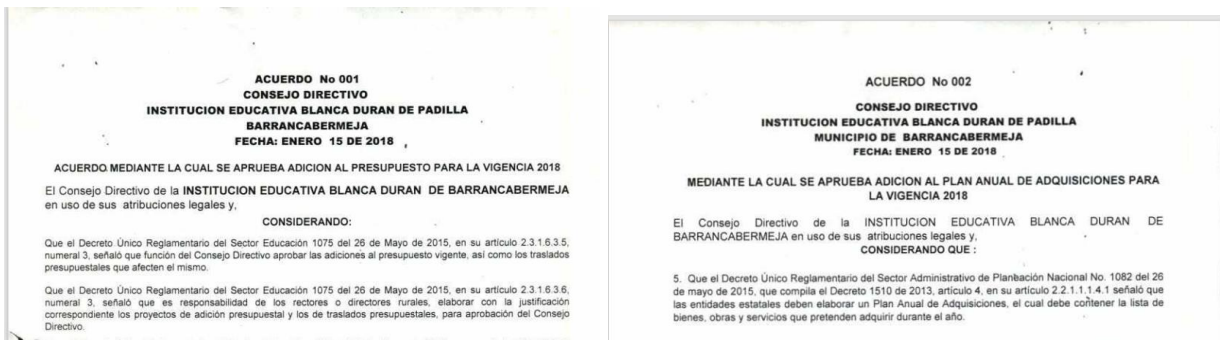 ACUERDO No 001
CONSEJO DIRECTIVO
INSTITUCION EDUCATIVA BLANCA DURAN DE PADILLA
BARRANCABERMEJA
FECHA: ENERO 15 DE 2018
ACUERDO MEDIANTE LA CUAL SE APRUEBA ADICION AL PRESUPUESTO PARA LA VIGENCIA 2018
El Consejo Directivo de la INSTITUCION EDUCATIVA BLANCA DURAN DE BARRANCABERMEJA
en uso de sus atribuciones legales y,
CONSIDERANDO:
Que el Decreto Único Reglamentario del Sector Educación 1075 del 26 de Mayo de 2015, en su artículo 2.3.1.6.3.5,
numeral 3, señaló que función del Consejo Directivo aprobar las adiciones al presupuesto vigente, así como los traslados
presupuestales que afecten el mismo.
Que el Decreto Único Reglamentario del Sector Educación 1075 del 26 de Mayo de 2015, en su artículo 2.3.1.6.3.6,
numeral 3, señaló que es responsabilidad de los rectores o directores rurales, elaborar con la justificación
correspondiente los proyectos de adición presupuestal y los de traslados presupuestales, para aprobación del Consejo
Directivo.
ACUERDO No 002
CONSEJO DIRECTIVO
INSTITUCION EDUCATIVA BLANCA DURAN DE PADILLA
MUNICIPIO DE BARRANCABERMEJA
FECHA: ENERO 15 DE 2018
MEDIANTE LA CUAL SE APRUEBA ADICION AL PLAN ANUAL DE ADQUISICIONES PARA
LA VIGENCIA 2018
El Consejo Directivo de la INSTITUCION EDUCATIVA BLANCA DURAN DE
BARRANCABERMEJA en uso de sus atribuciones legales y,
CONSIDERANDO QUE :
5. Que el Decreto Único Reglamentario del Sector Administrativo de Planeación Nacional No. 1082 del 26
de mayo de 2015, que compila el Decreto 1510 de 2013, artículo 4, en su artículo 2.2.1.1.1.4.1 señaló que
las entidades estatales deben elaborar un Plan Anual de Adquisiciones, el cual debe contener la lista de
bienes, obras y servicios que pretenden adquirir durante el año.